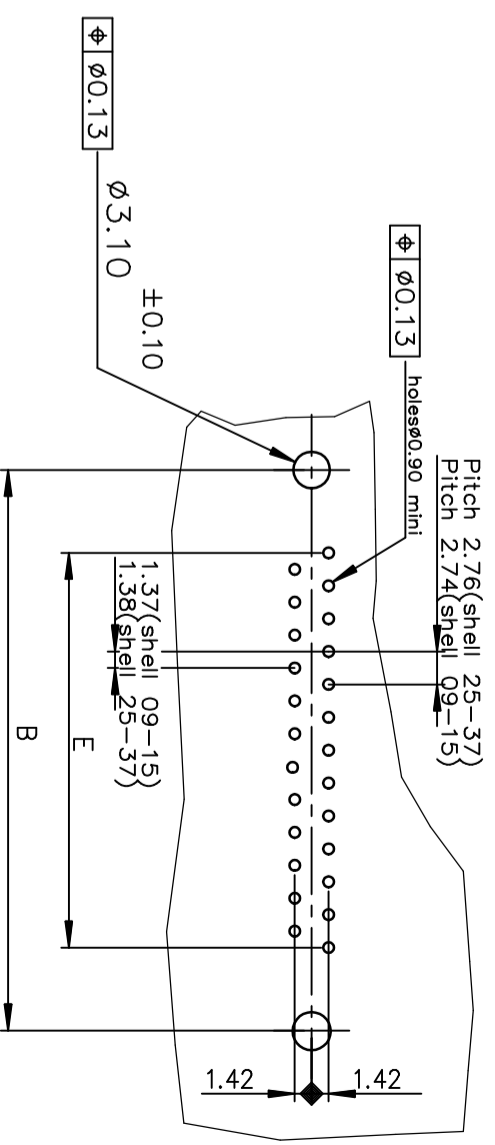 Pitch 2.76(shell 25-37)
Pitch 2.74(shell 09-15)
⌖ Ø0.13
holesØ0.90 mini
⌖ Ø0.13
Ø3.10 ±0.10
1.37(shell 09-15)
1.38(shell 25-37)
E
B
1.42
1.42